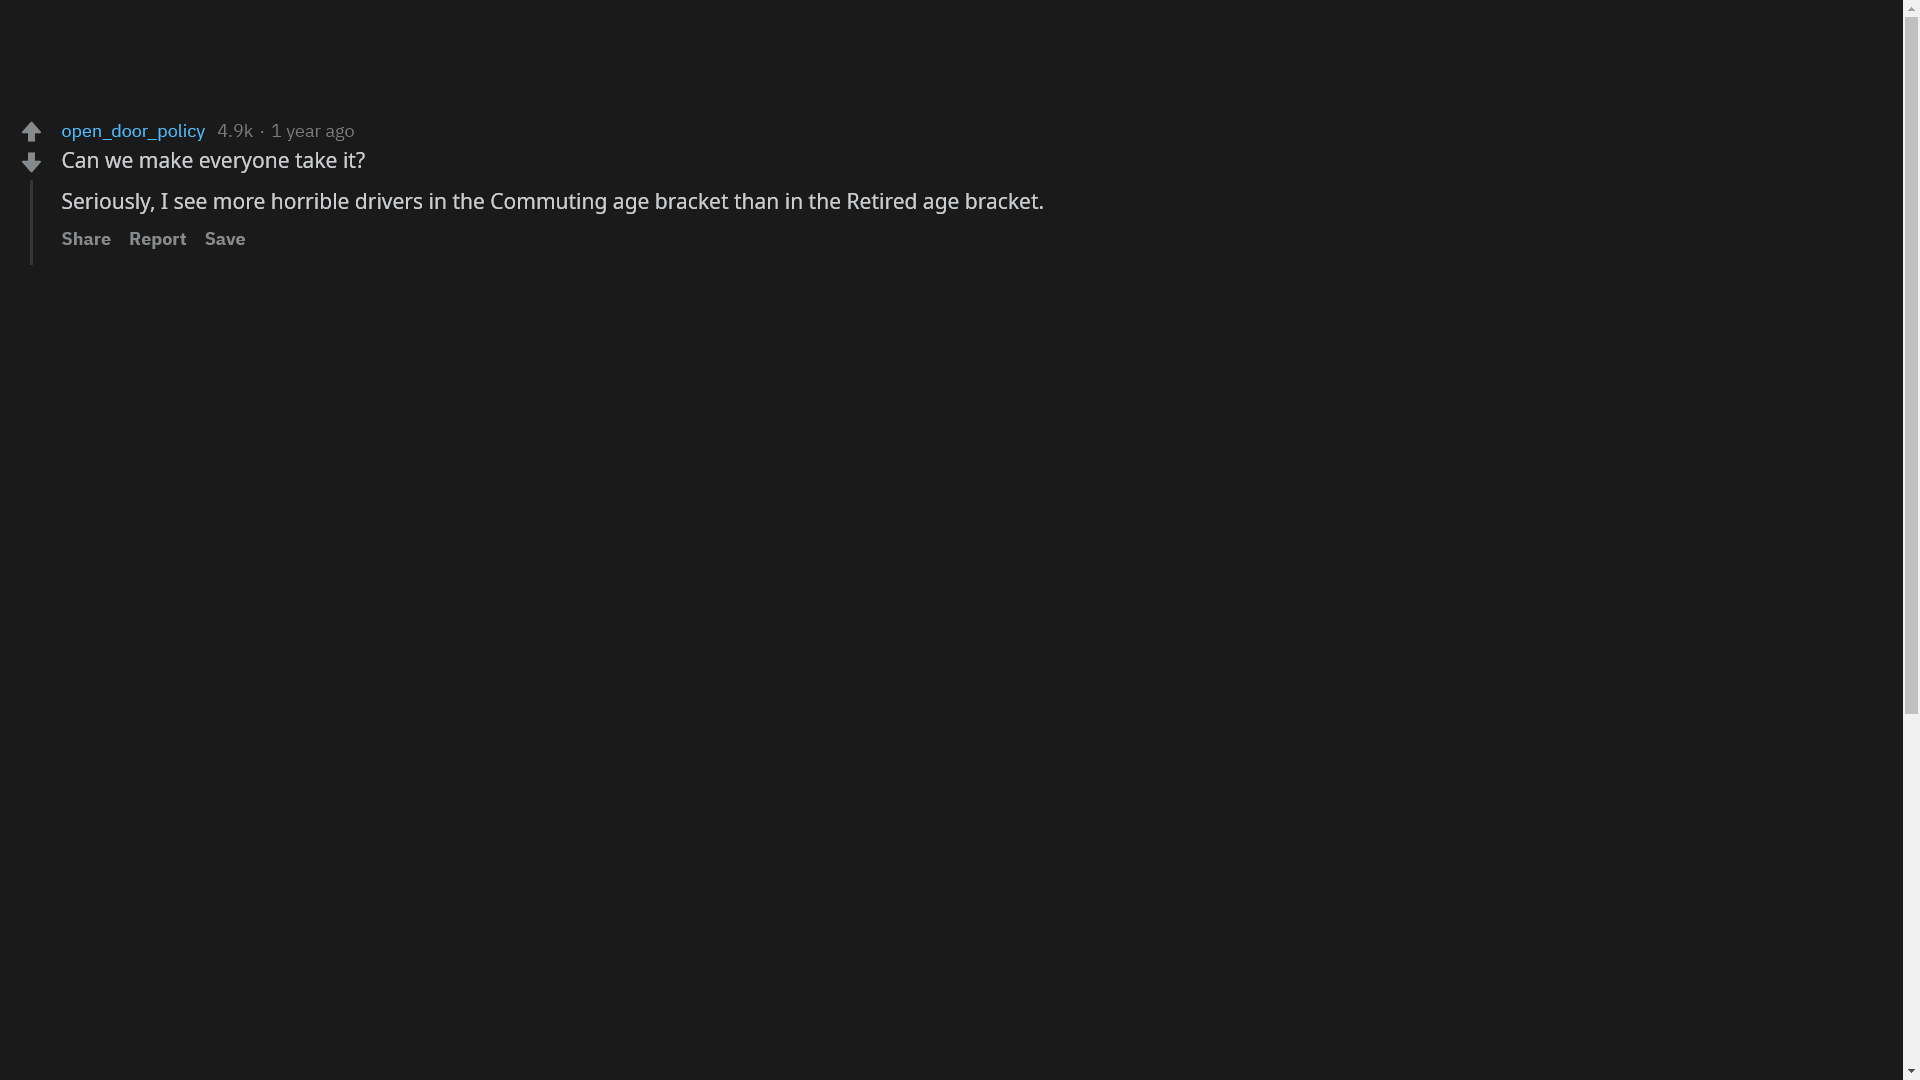 open_door_policy 4.9k · 1 year ago
Can we make everyone take it?
Seriously, I see more horrible drivers in the Commuting age bracket than in the Retired age bracket.
Share Report Save